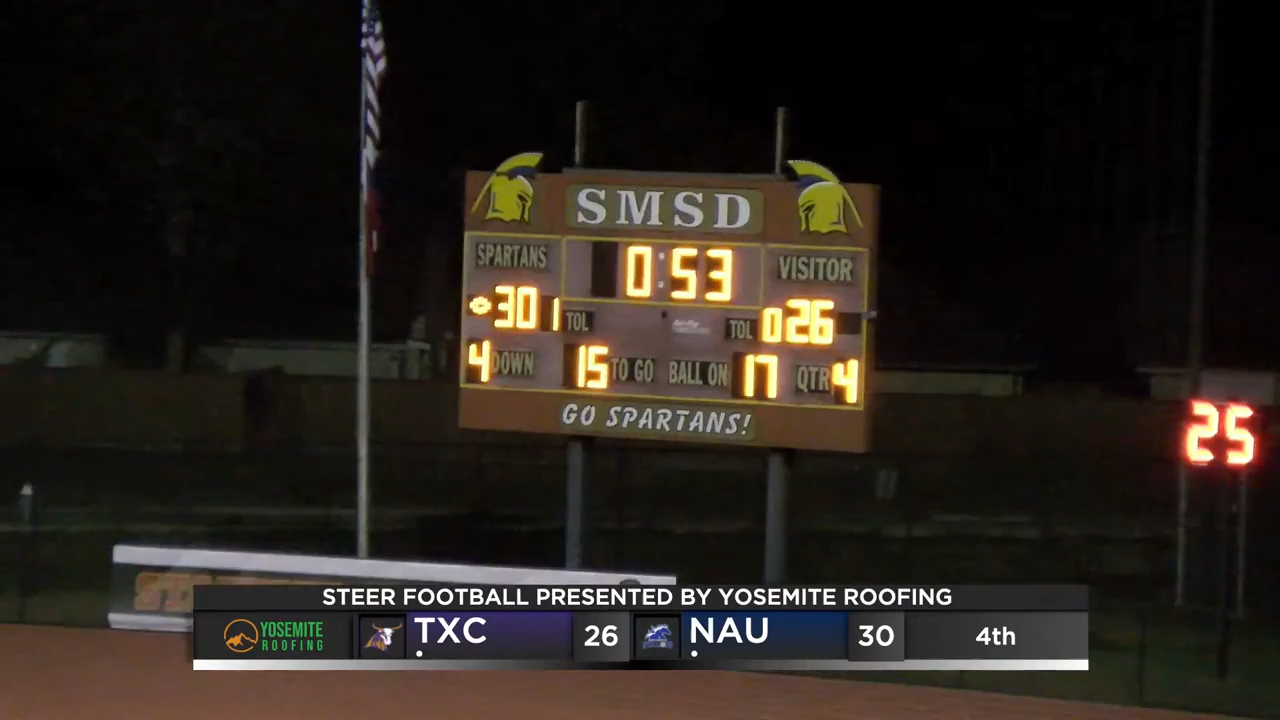 SMSD
SPARTANS 0:53 VISITOR
30 1 TOL TOL 0 26
4 DOWN 15 TO GO BALL ON 17 QTR 4
GO SPARTANS!
25
STEER FOOTBALL PRESENTED BY YOSEMITE ROOFING
YOSEMITE
ROOFING
TXC 26 NAU 30 4th